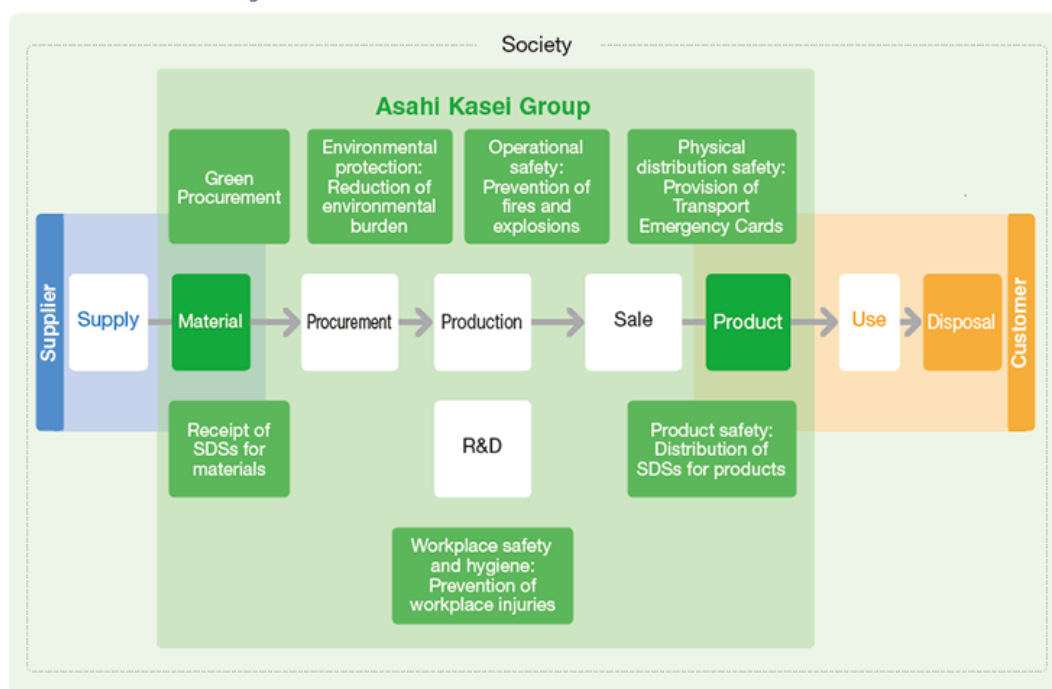 Society
Asahi Kasei Group
Green
Procurement
Environmental
protection:
Reduction of
environmental
burden
Operational
safety:
Prevention of
fires and
explosions
Physical
distribution safety:
Provision of
Transport
Emergency Cards
Supplier
Supply
Material
Procurement
Production
Sale
Product
Use
Disposal
Customer
Receipt of
SDSs for
materials
R&D
Product safety:
Distribution of
SDSs for products
Workplace safety
and hygiene:
Prevention of
workplace injuries